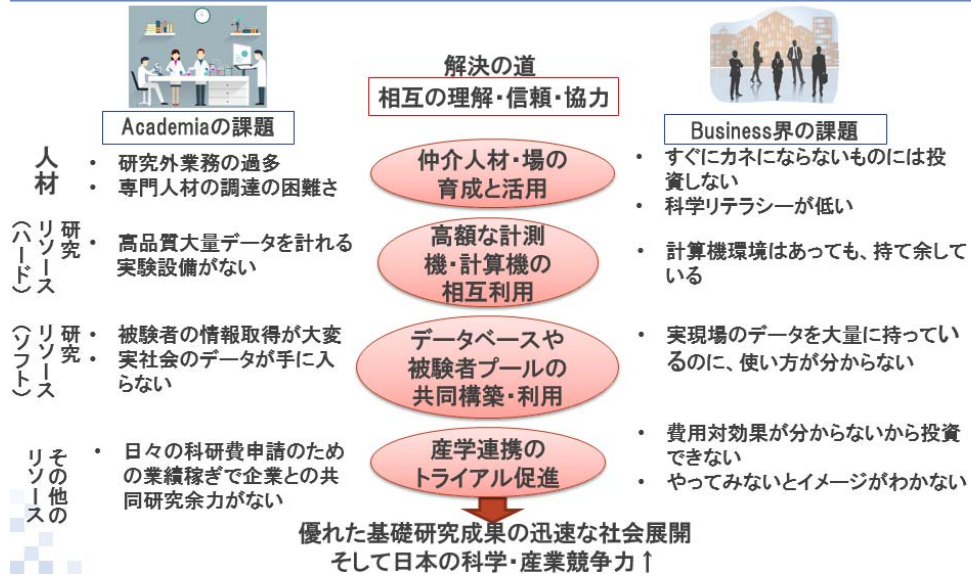 解決の道
相互の理解・信頼・協力
Academiaの課題
Business界の課題
人材
・ 研究外業務の過多
・ 専門人材の調達の困難さ
仲介人材・場の
育成と活用
・ すぐにカネにならないものには投
資しない
・ 科学リテラシーが低い
研究
リソース
（ハード）
・ 高品質大量データを計れる
実験設備がない
高額な計測
機・計算機の
相互利用
・ 計算機環境はあっても、持て余して
いる
研究
リソース
（ソフト）
・ 被験者の情報取得が大変
・ 実社会のデータが手に入
らない
データベースや
被験者プールの
共同構築・利用
・ 実現場のデータを大量に持ってい
るのに、使い方が分からない
その他の
リソース
・ 日々の科研費申請のため
の業績稼ぎで企業との共
同研究余力がない
産学連携の
トライアル促進
・ 費用対効果が分からないから投資
できない
・ やってみないとイメージがわかない
優れた基礎研究成果の迅速な社会展開
そして日本の科学・産業競争力↑